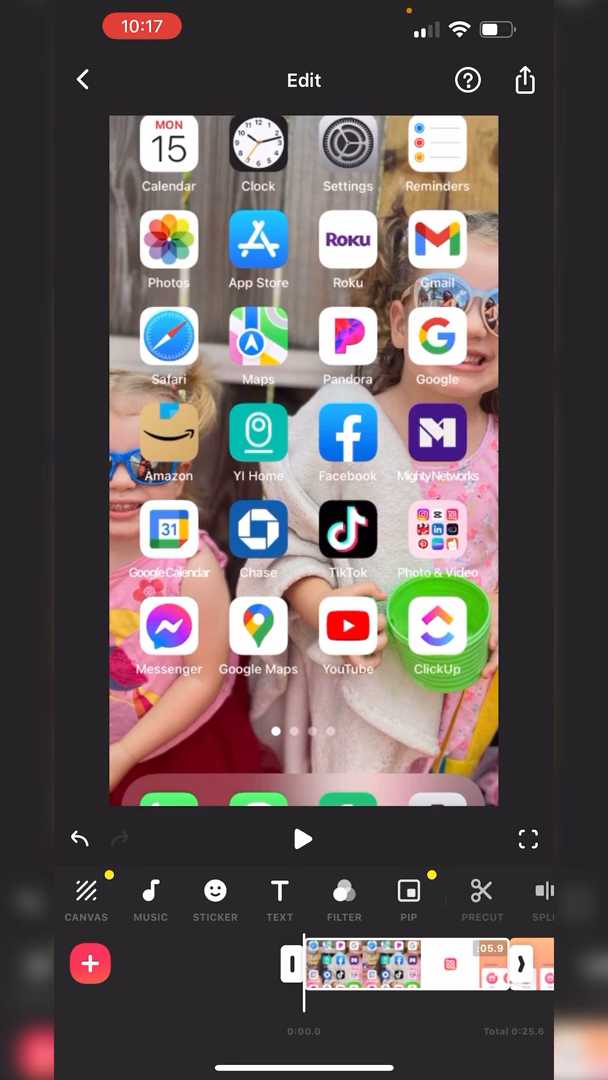 10:17
Edit
MON
15
Calendar
Clock
Settings
Reminders
Roku
Photos
App Store
Roku
Gmail
Safari
Maps
Pandora
Google
Amazon
YI Home
Facebook
MightyNetworks
31
Google Calendar
Chase
TikTok
Photo & Video
Messenger
Google Maps
YouTube
ClickUp
CANVAS
MUSIC
STICKER
TEXT
FILTER
PIP
PRECUT
SPLI
:05.9
0:00.0
Total 0:25.6